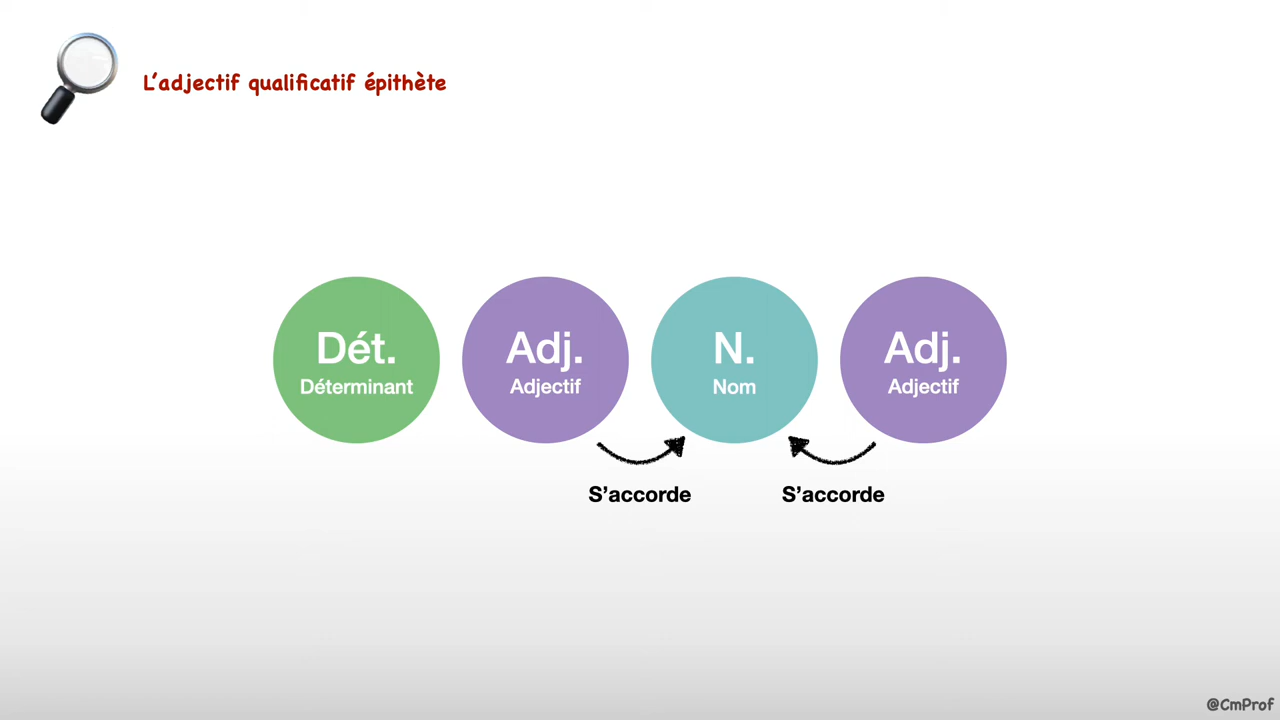 L'adjectif qualificatif épithète
Dét.
Déterminant
Adj.
Adjectif
N.
Nom
Adj.
Adjectif
S'accorde
S'accorde
@CmProf